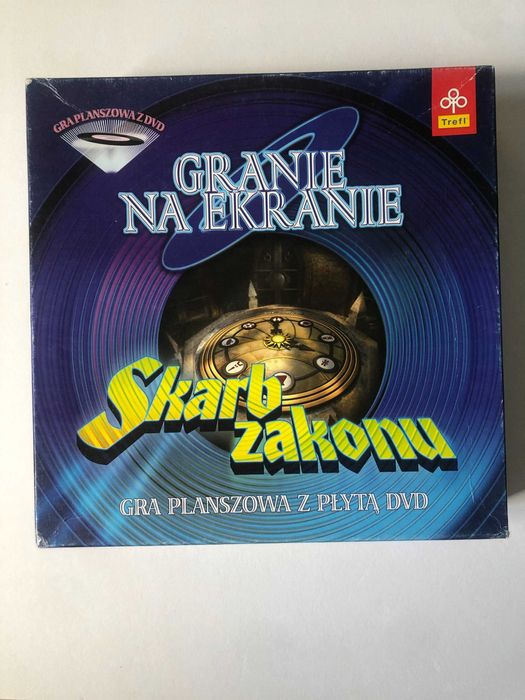 GRA PLANSZOWA Z DVD
Trefl
GRANIE
NA EKRANIE
Skarb
zakonu
GRA PLANSZOWA Z PŁYTĄ DVD